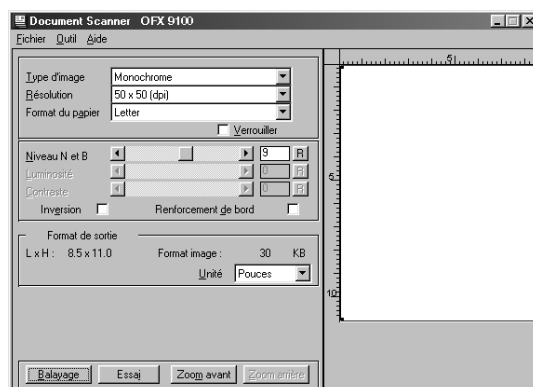 Document Scanner OFX 9100
Fichier Outil Aide
Type d'image Monochrome
Résolution 50 x 50 (dpi)
Format du papier Letter
Verrouiller
Niveau N et B 9 R
Luminosité 0 R
Contraste 0 R
Inversion Renforcement de bord
Format de sortie
L x H : 8.5 x 11.0 Format image : 30 KB
Unité Pouces
Balayage Essai Zoom avant Zoom arrière
5
5
10